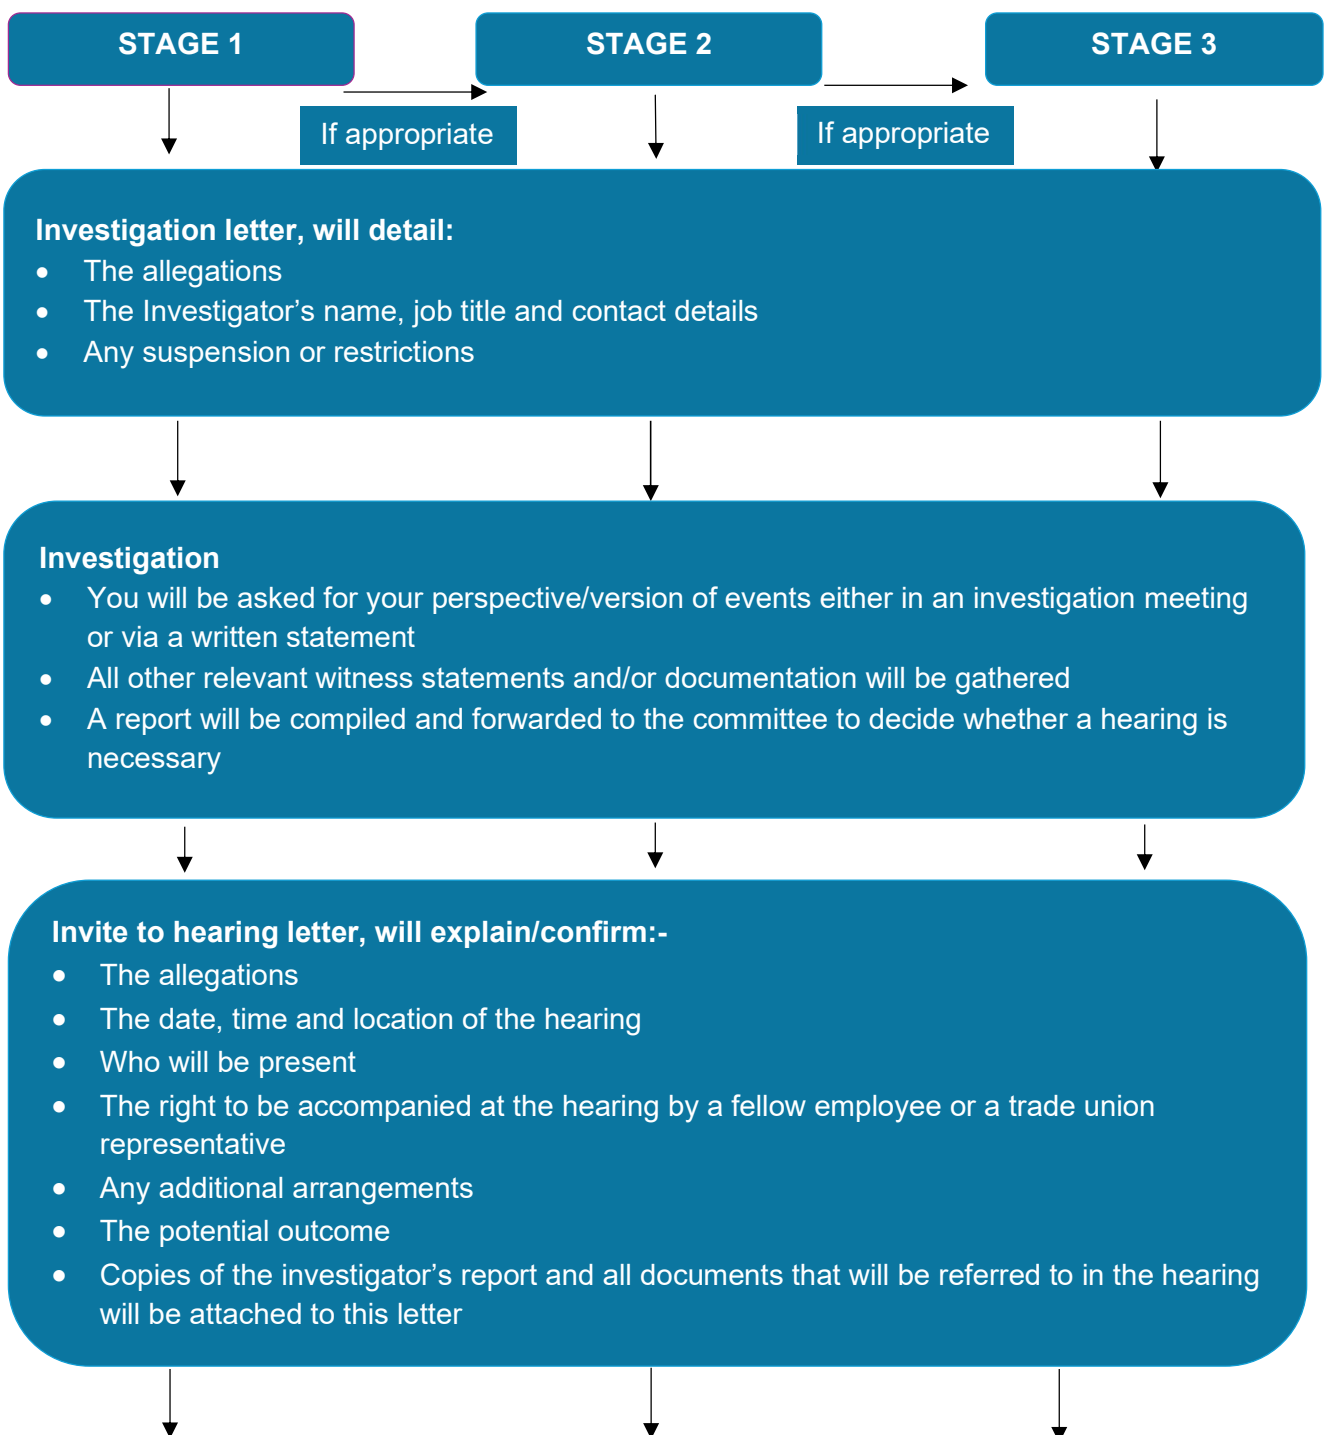 STAGE 1
STAGE 2
STAGE 3
If appropriate
If appropriate
Investigation letter, will detail:
• The allegations
• The Investigator’s name, job title and contact details
• Any suspension or restrictions
Investigation
• You will be asked for your perspective/version of events either in an investigation meeting
or via a written statement
• All other relevant witness statements and/or documentation will be gathered
• A report will be compiled and forwarded to the committee to decide whether a hearing is
necessary
Invite to hearing letter, will explain/confirm:-
• The allegations
• The date, time and location of the hearing
• Who will be present
• The right to be accompanied at the hearing by a fellow employee or a trade union
representative
• Any additional arrangements
• The potential outcome
• Copies of the investigator’s report and all documents that will be referred to in the hearing
will be attached to this letter